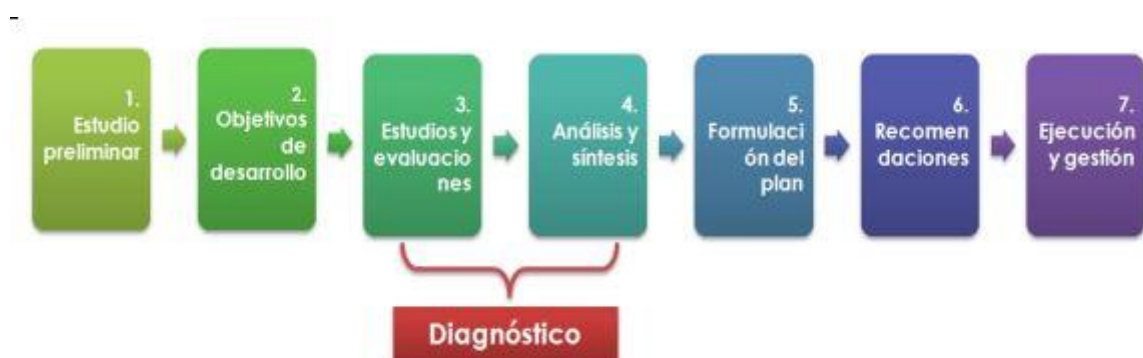 1.
Estudio
preliminar
2.
Objetivos
de
desarrollo
3.
Estudios y
evaluacio
nes
4.
Análisis y
síntesis
5.
Formulaci
ón del
plan
6.
Recomen
daciones
7.
Ejecución
y gestión
Diagnóstico